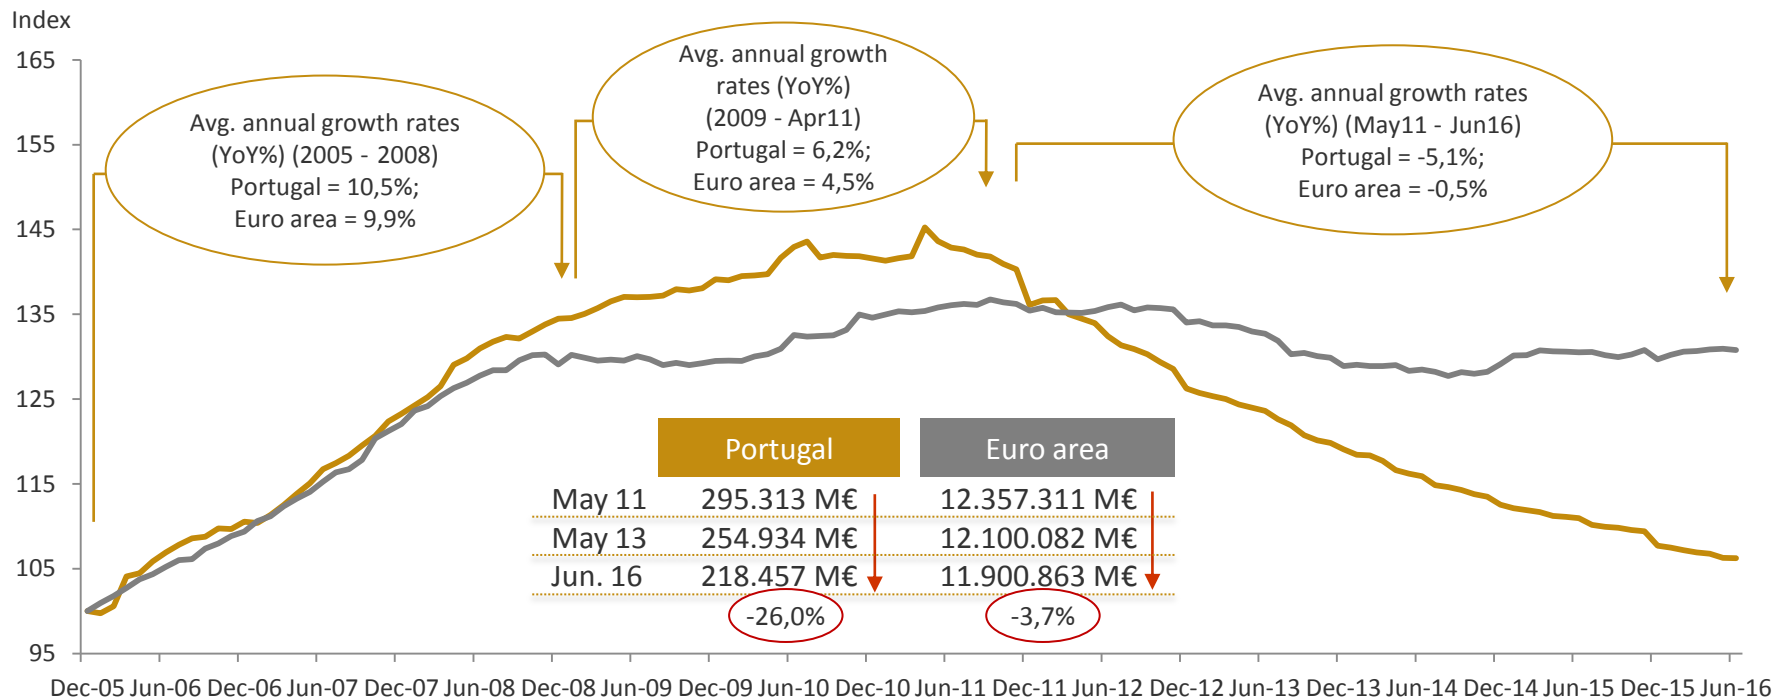 Index
165
155
145
135
125
115
105
95
Avg. annual growth rates
(YoY%) (2005 - 2008)
Portugal = 10,5%;
Euro area = 9,9%
Avg. annual growth
rates (YoY%)
(2009 - Apr11)
Portugal = 6,2%;
Euro area = 4,5%
Avg. annual growth rates
(YoY%) (May11 - Jun16)
Portugal = -5,1%;
Euro area = -0,5%
Portugal Euro area
May 11 295.313 M€ 12.357.311 M€
May 13 254.934 M€ 12.100.082 M€
Jun. 16 218.457 M€ 11.900.863 M€
-26,0% -3,7%
Dec-05 Jun-06 Dec-06 Jun-07 Dec-07 Jun-08 Dec-08 Jun-09 Dec-09 Jun-10 Dec-10 Jun-11 Dec-11 Jun-12 Dec-12 Jun-13 Dec-13 Jun-14 Dec-14 Jun-15 Dec-15 Jun-16